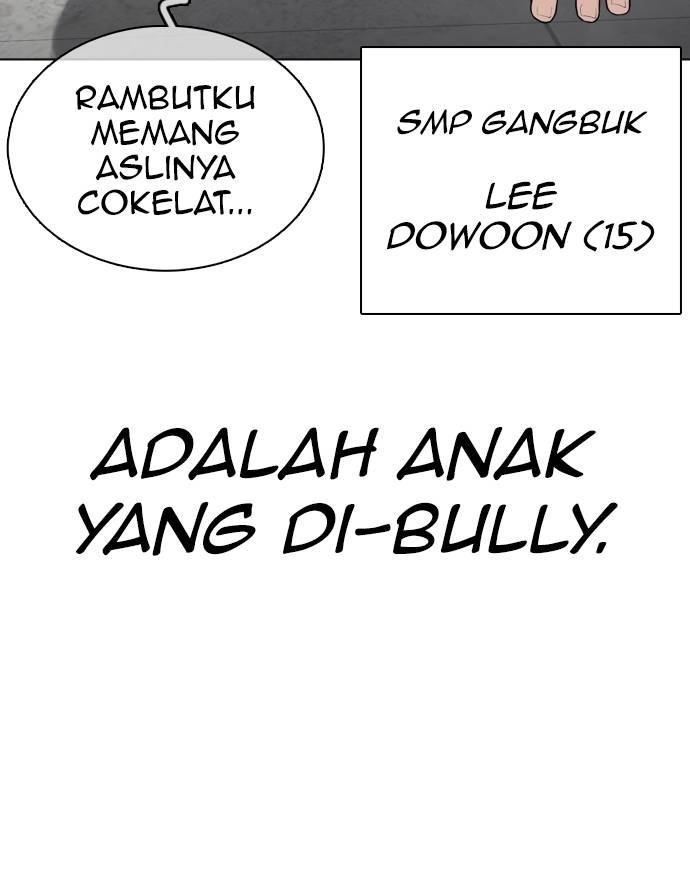 RAMBUTKU
MEMANG
ASLINYA
COKELAT...
SMP GANGBUK
LEE
DOWOON (15)
ADALAH ANAK
YANG DI-BULLY.